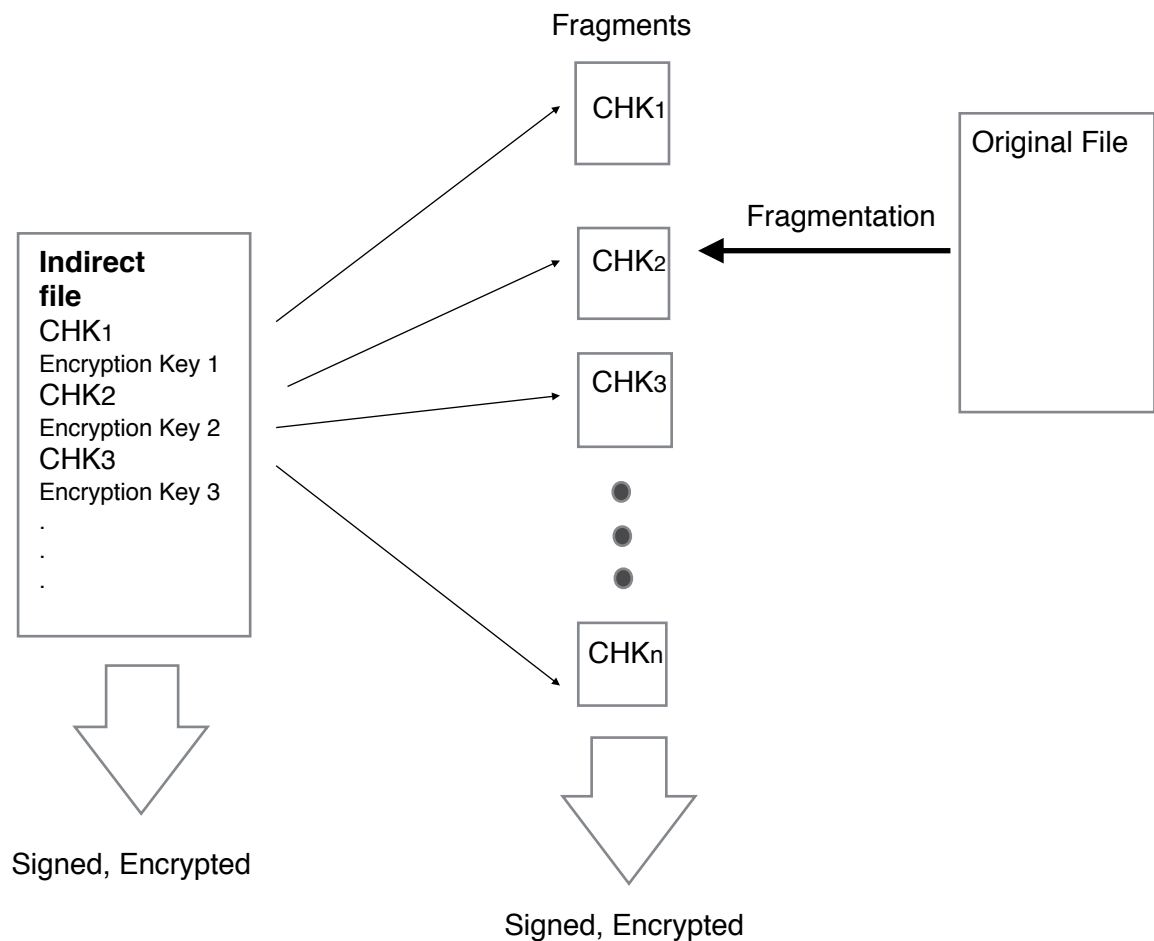 Fragments
CHK1
Original File
Fragmentation
CHK2
Indirect
file
CHK1
Encryption Key 1
CHK2
Encryption Key 2
CHK3
Encryption Key 3
.
.
.
CHK3
CHKn
Signed, Encrypted
Signed, Encrypted